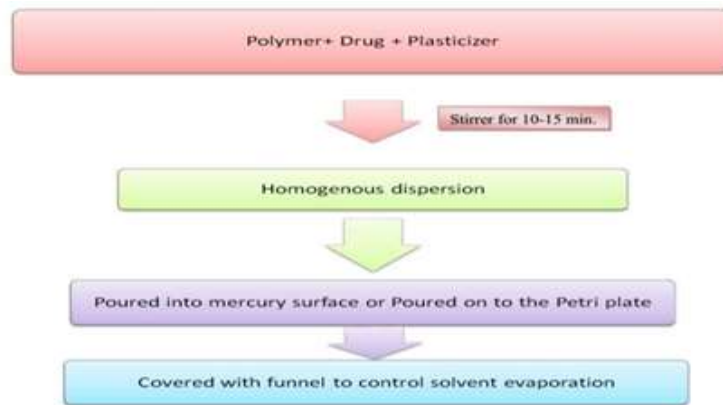 Polymer+ Drug + Plasticizer
Stirrer for 10-15 min.
Homogenous dispersion
Poured into mercury surface or Poured on to the Petri plate
Covered with funnel to control solvent evaporation